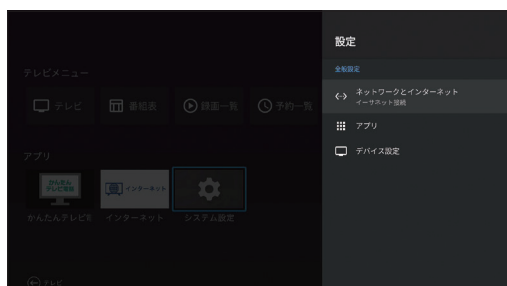 設定
全般設定
ネットワークとインターネット
イーサネット接続
アプリ
デバイス設定
テレビメニュー
テレビ
番組表
録画一覧
予約一覧
アプリ
かんたん
テレビ電話
インターネット
かんたんテレビ電
インターネット
システム設定
テレビ